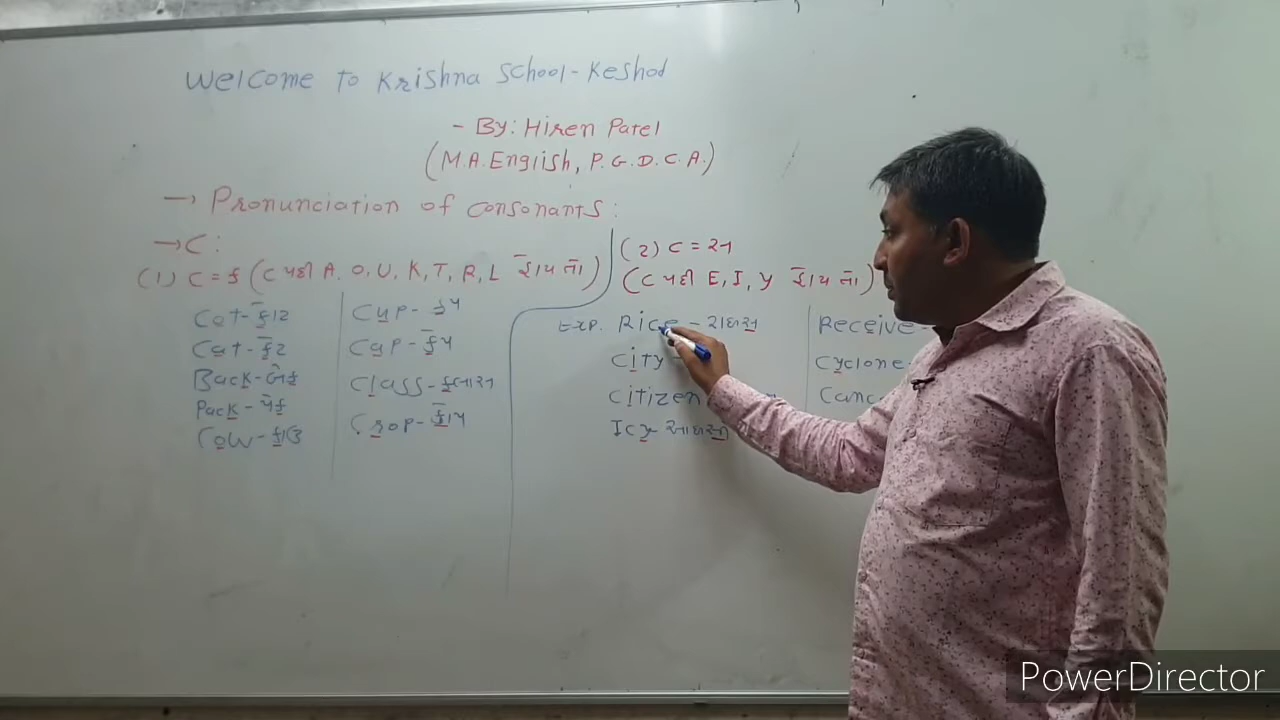 Welcome to Krishna School-Keshod
- By: Hiren Patel
(M.A. English, P.G.D.C.A.)
→ Pronunciation of consonants:
→ C:
(1) C = ક (C પછી A, O, U, K, T, R, L હોય તો)
Cat - કેટ
Back - બેક
Pack - પેક
Cow - કાઉ
Cup - કપ
Cap - કેપ
Class - કલાસ
Crop - ક્રોપ
(2) C = સ
(C પછી E, I, Y હોય તો)
Exp. Rice - રાઇસ
City -
Citizen
Icy - આઇસી
Receive -
Cyclone -
PowerDirector